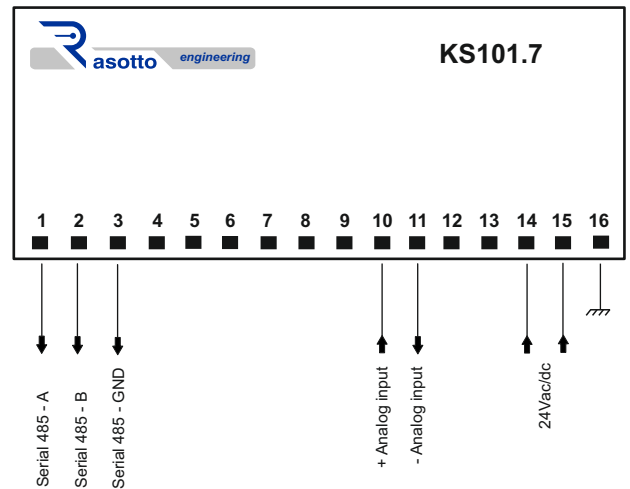 Rasotto engineering
KS101.7
1 2 3 4 5 6 7 8 9 10 11 12 13 14 15 16
Serial 485 - A
Serial 485 - B
Serial 485 - GND
+ Analog input
- Analog input
24Vac/dc